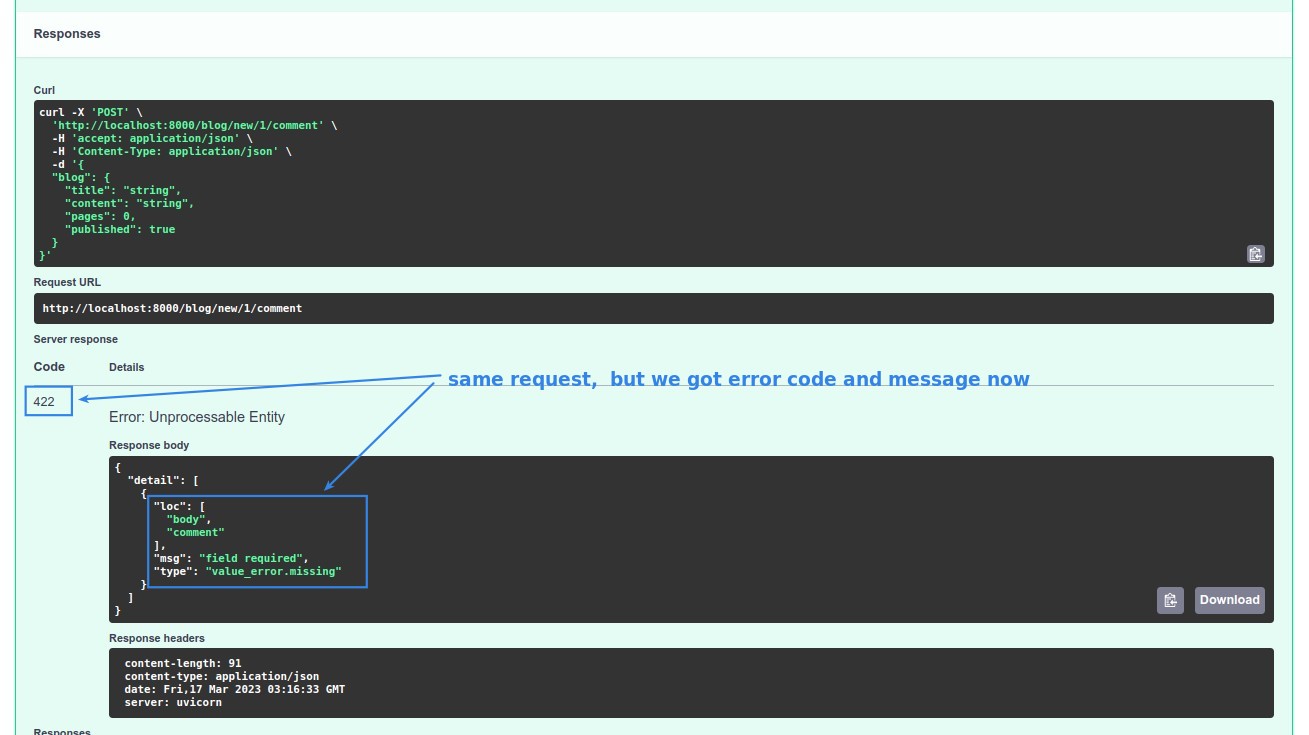 Responses
Curl
curl -X 'POST' \
  'http://localhost:8000/blog/new/1/comment' \
  -H 'accept: application/json' \
  -H 'Content-Type: application/json' \
  -d '{
  "blog": {
    "title": "string",
    "content": "string",
    "pages": 0,
    "published": true
  }
}'
Request URL
http://localhost:8000/blog/new/1/comment
Server response
Code Details
same request,  but we got error code and message now
422
Error: Unprocessable Entity
Response body
{
  "detail": [
    {
      "loc": [
        "body",
        "comment"
      ],
      "msg": "field required",
      "type": "value_error.missing"
    }
  ]
}
Download
Response headers
content-length: 91
content-type: application/json
date: Fri,17 Mar 2023 03:16:33 GMT
server: uvicorn
Responses